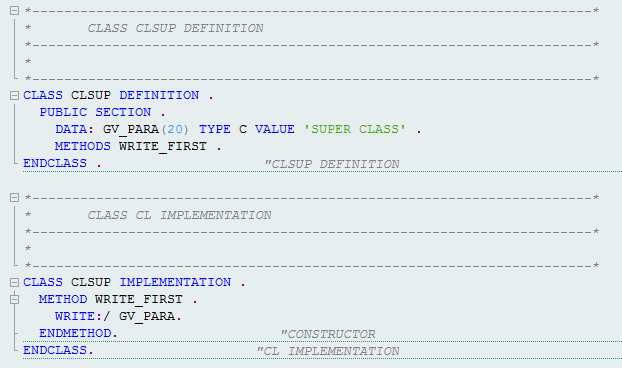 *----------------------------------------------------------------------*
*       CLASS CLSUP DEFINITION
*----------------------------------------------------------------------*
*
*----------------------------------------------------------------------*
CLASS CLSUP DEFINITION .
  PUBLIC SECTION .
    DATA: GV_PARA(20) TYPE C VALUE 'SUPER CLASS' .
    METHODS WRITE_FIRST .
ENDCLASS .                    "CLSUP DEFINITION
*----------------------------------------------------------------------*
*       CLASS CL IMPLEMENTATION
*----------------------------------------------------------------------*
*
*----------------------------------------------------------------------*
CLASS CLSUP IMPLEMENTATION .
  METHOD WRITE_FIRST .
    WRITE:/ GV_PARA.
  ENDMETHOD.                    "CONSTRUCTOR
ENDCLASS.                    "CL IMPLEMENTATION